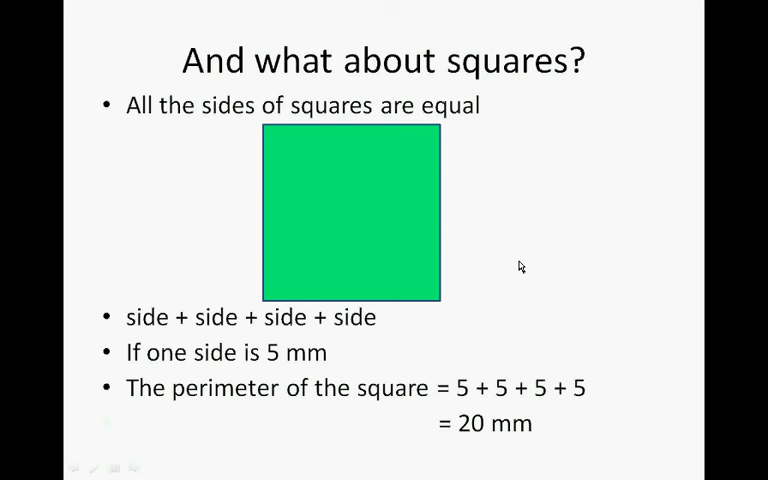 And what about squares?
• All the sides of squares are equal
• side + side + side + side
• If one side is 5 mm
• The perimeter of the square = 5 + 5 + 5 + 5
= 20 mm